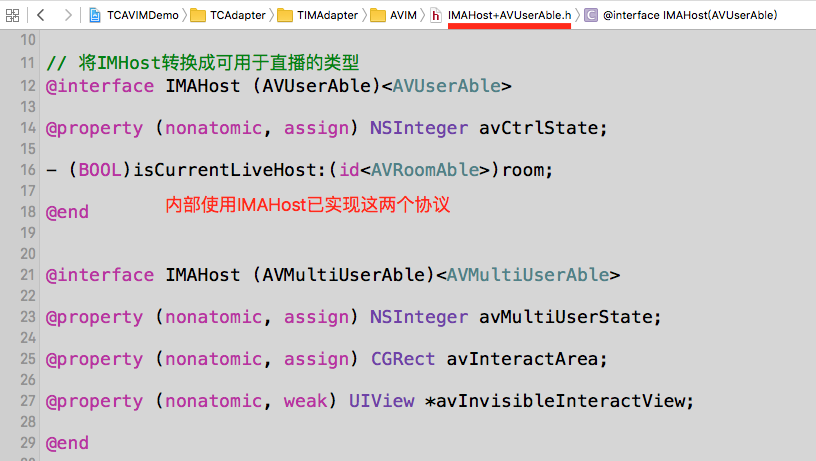 TCAVIMDemo TCAdapter TIMAdapter AVIM IMAHost+AVUserAble.h @interface IMAHost(AVUserAble)
10
11 // 将IMHost转换成可用于直播的类型
12 @interface IMAHost (AVUserAble)<AVUserAble>
13
14 @property (nonatomic, assign) NSInteger avCtrlState;
15
16 - (BOOL)isCurrentLiveHost:(id<AVRoomAble>)room;
17
内部使用IMAHost已实现这两个协议
18 @end
19
20
21 @interface IMAHost (AVMultiUserAble)<AVMultiUserAble>
22
23 @property (nonatomic, assign) NSInteger avMultiUserState;
24
25 @property (nonatomic, assign) CGRect avInteractArea;
26
27 @property (nonatomic, weak) UIView *avInvisibleInteractView;
28
29 @end